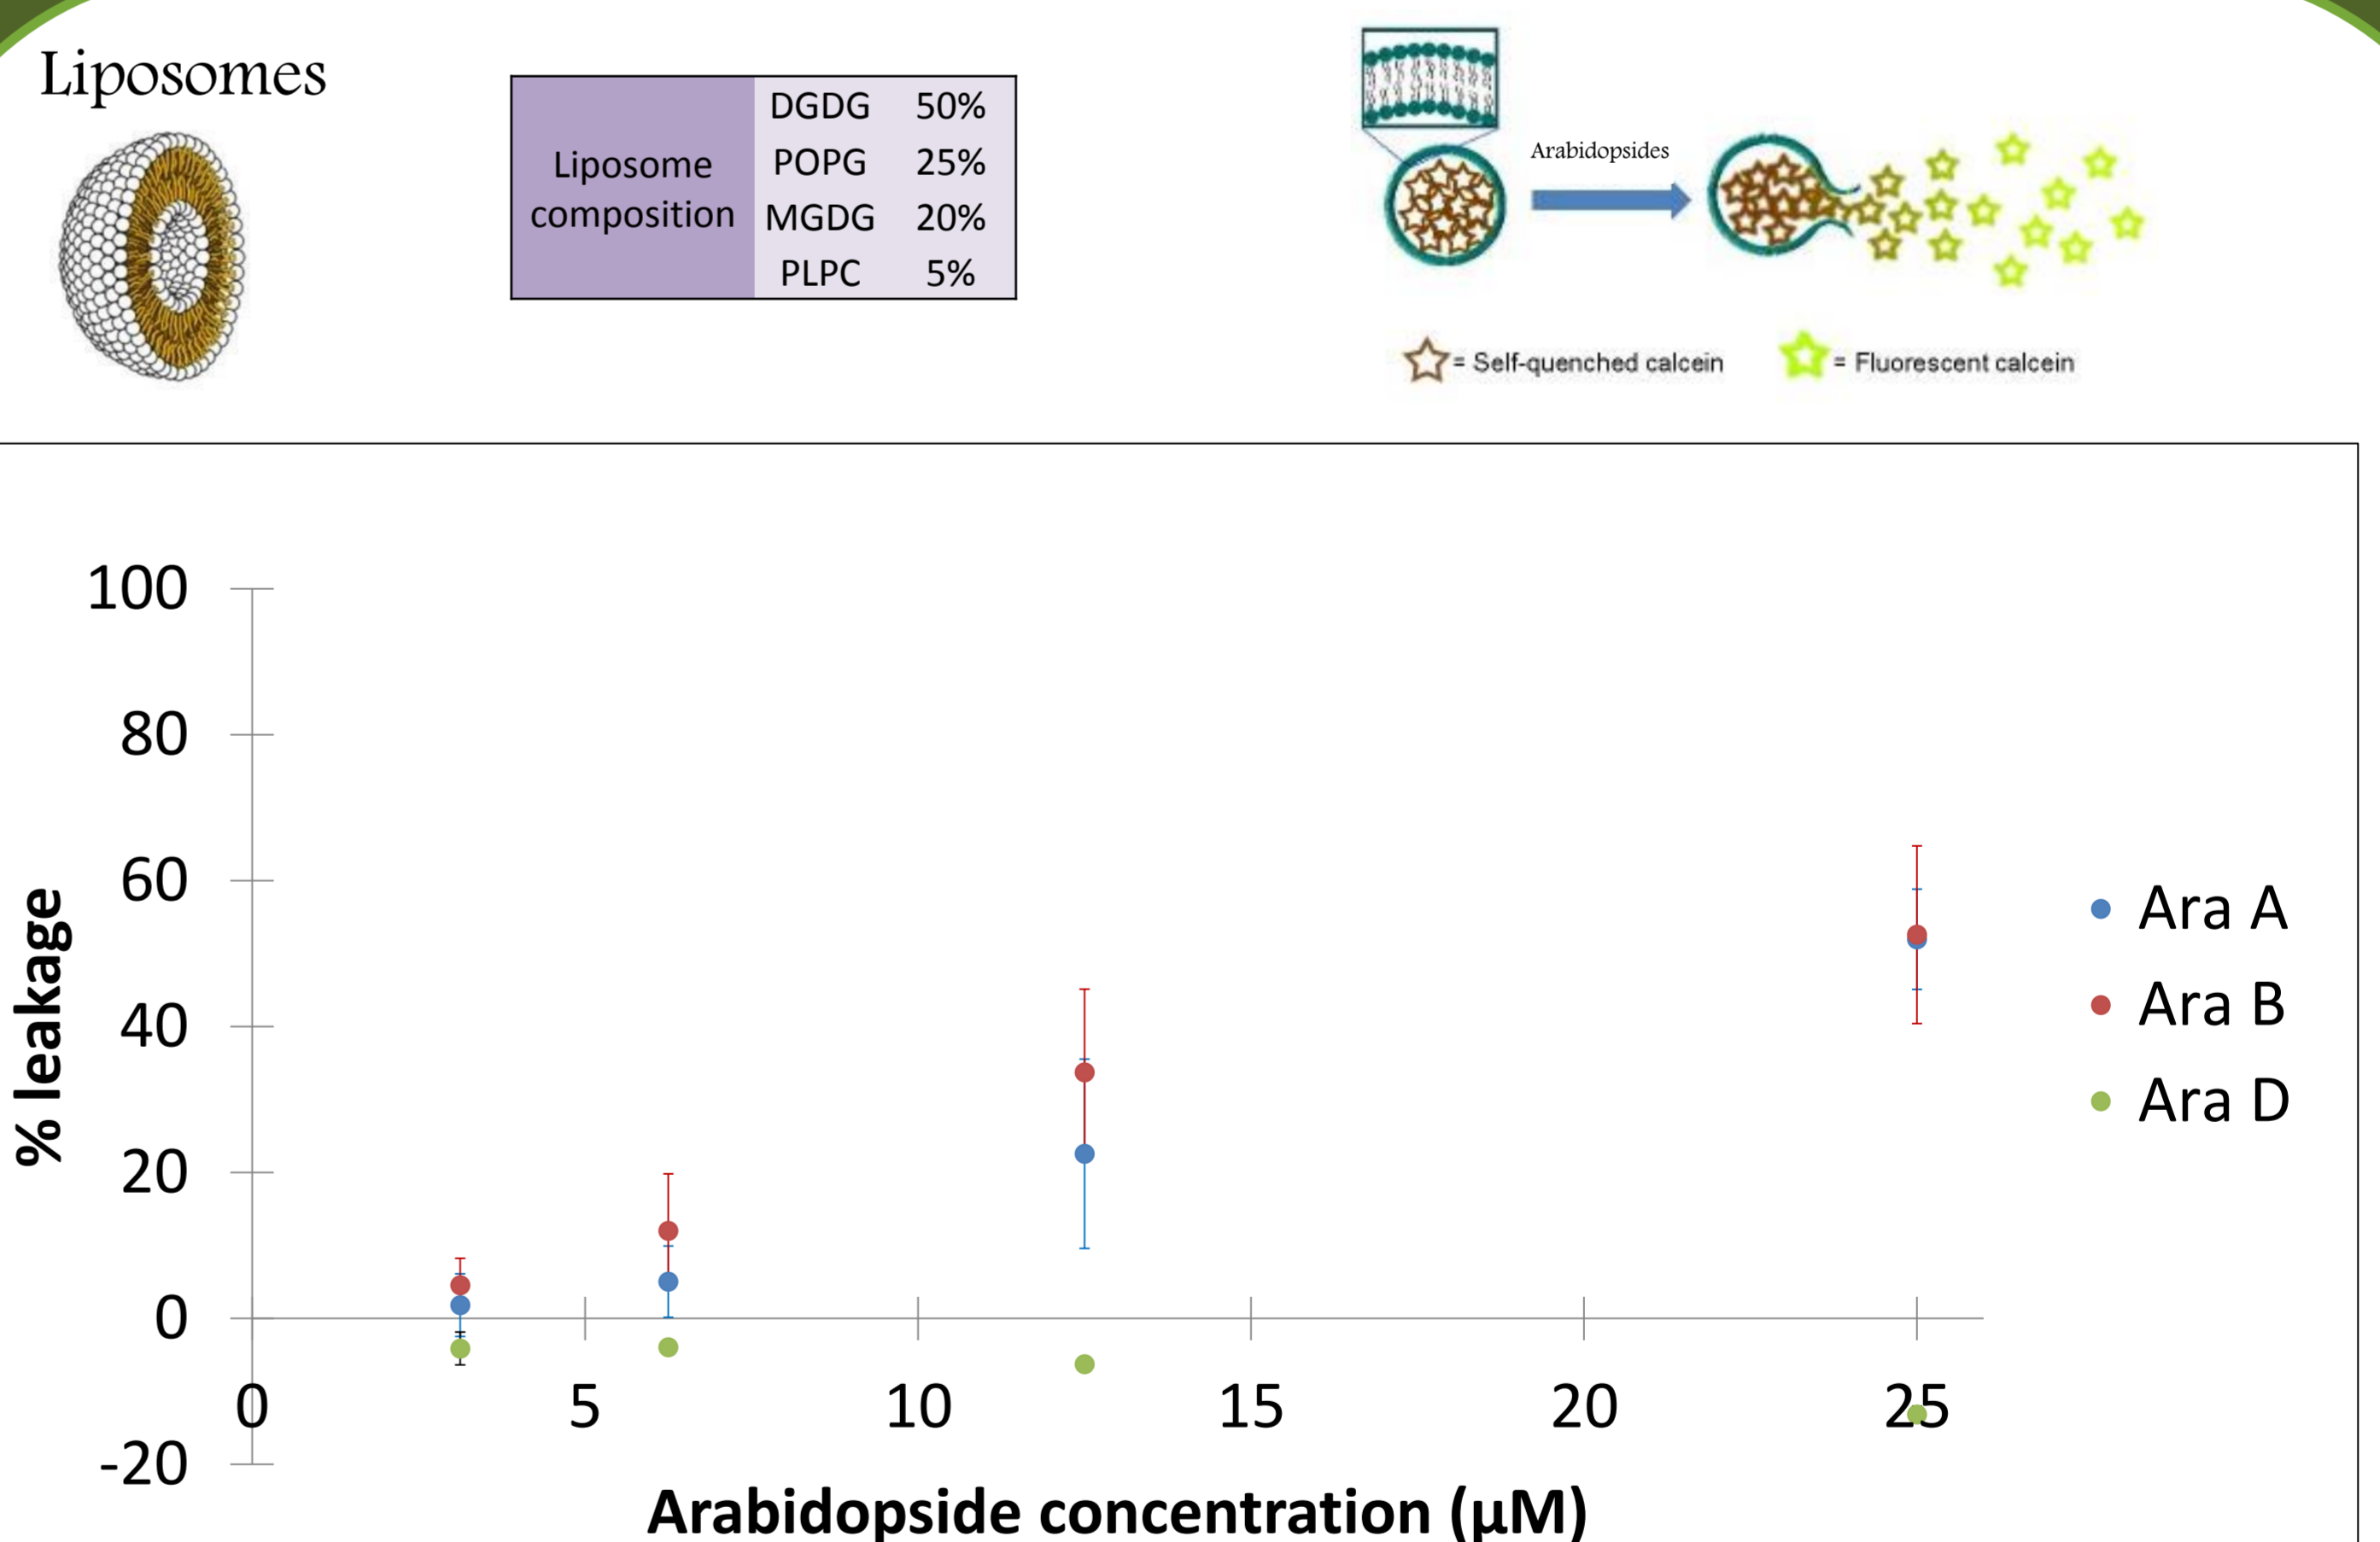 Liposomes
Liposome composition
DGDG 50%
POPG 25%
MGDG 20%
PLPC 5%
Arabidopsides
= Self-quenched calcein
= Fluorescent calcein
100
80
60
40
20
0
-20
% leakage
0 5 10 15 20 25
Arabidopside concentration (μM)
Ara A
Ara B
Ara D